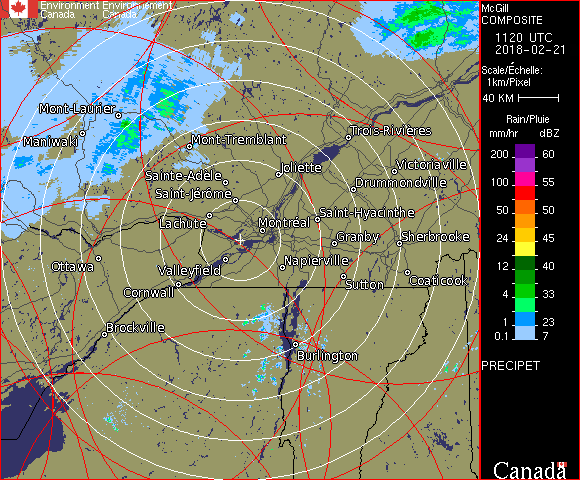 Environment Environnement
Canada Canada
Mont-Laurier
Maniwaki
Mont-Tremblant
Trois-Rivières
Sainte-Adèle
Joliette
Victoriaville
Saint-Jérôme
Drummondville
Lachute
Montréal
Saint-Hyacinthe
Granby
Sherbrooke
Ottawa
Valleyfield
Napierville
Cornwall
Sutton
Coaticook
Brockville
Burlington
McGill
COMPOSITE
1120 UTC
2018-02-21
Scale/Échelle:
1km/Pixel
40 KM
Rain/Pluie
mm/hr dBZ
200 60
150 57
100 55
50 50
24 45
12 40
4 33
1 23
0.1 7
PRECIPET
Canada